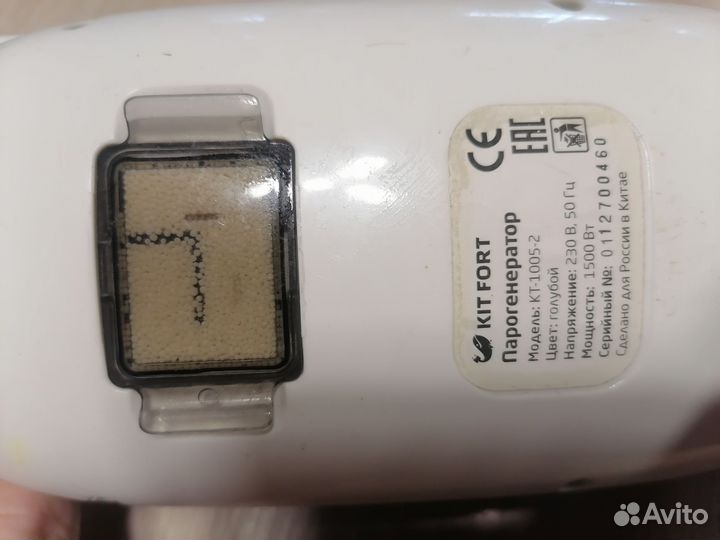 CE EAC
KIT FORT
Парогенератор
Модель: КТ-1005-2
Цвет: голубой
Напряжение: 230 В, 50 Гц
Мощность: 1500 Вт
Серийный №: 0112700460
Сделано для России в Китае
Avito